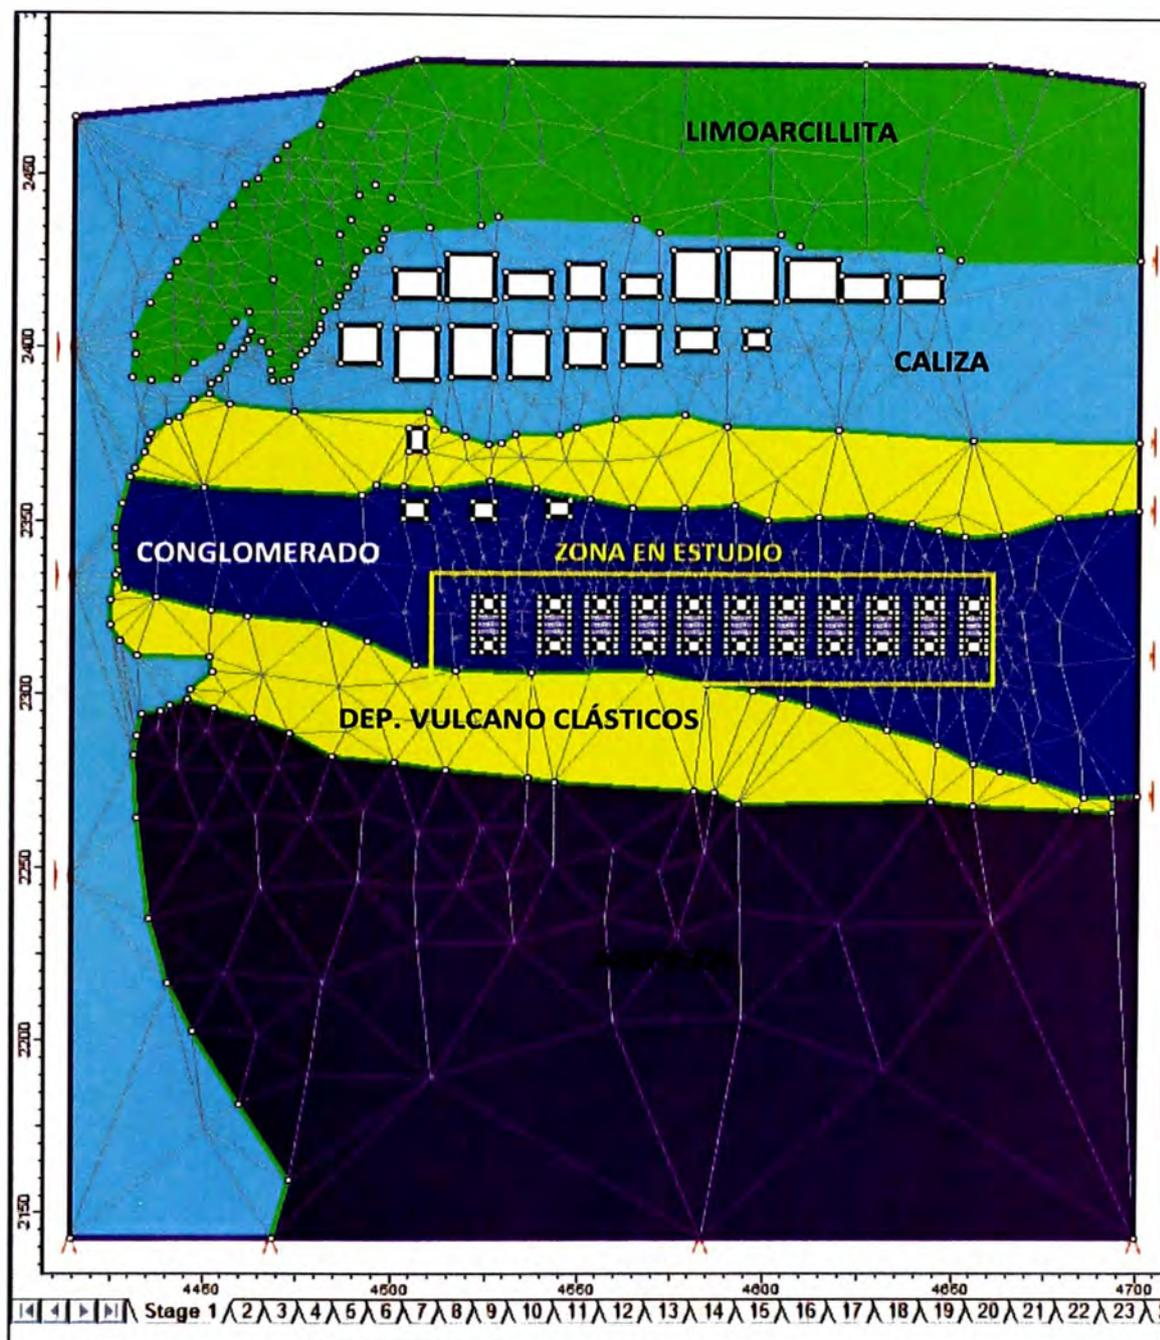 LIMOARCILLITA
2450
2400
CALIZA
2350
CONGLOMERADO
ZONA EN ESTUDIO
2300
DEP. VULCANO CLÁSTICOS
2250
2200
2150
4450 4500 4550 4600 4650 4700
Stage 1 2 3 4 5 6 7 8 9 10 11 12 13 14 15 16 17 18 19 20 21 22 23